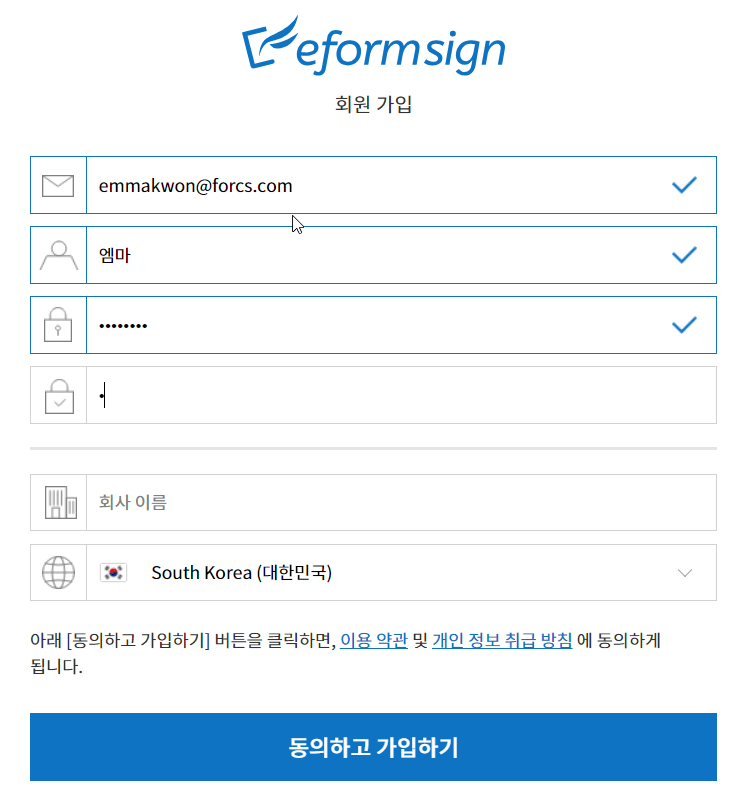 eformsign
회원 가입
emmakwon@forcs.com
엠마
••••••••
•
회사 이름
South Korea (대한민국)
아래 [동의하고 가입하기] 버튼을 클릭하면, 이용 약관 및 개인 정보 취급 방침 에 동의하게
됩니다.
동의하고 가입하기